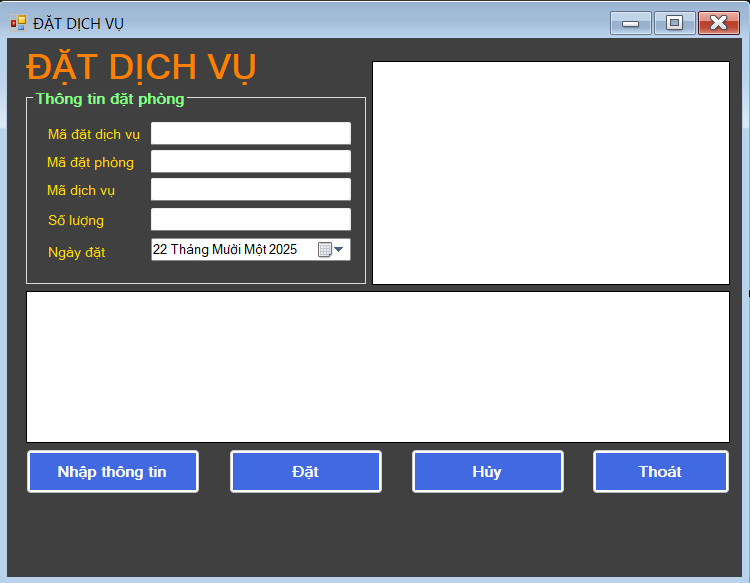 ĐẶT DỊCH VỤ
ĐẶT DỊCH VỤ
Thông tin đặt phòng
Mã đặt dịch vụ
Mã đặt phòng
Mã dịch vụ
Số lượng
Ngày đặt 22 Tháng Mười Một 2025
Nhập thông tin Đặt Hủy Thoát